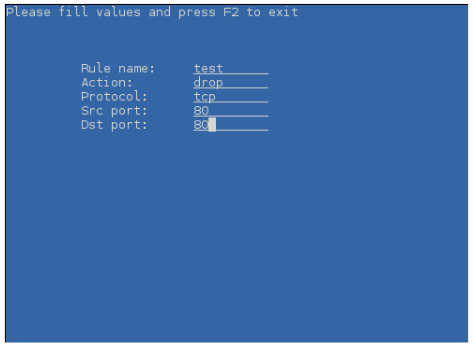 Please fill values and press F2 to exit
Rule name: test
Action: drop
Protocol: tcp
Src port: 80
Dst port: 80